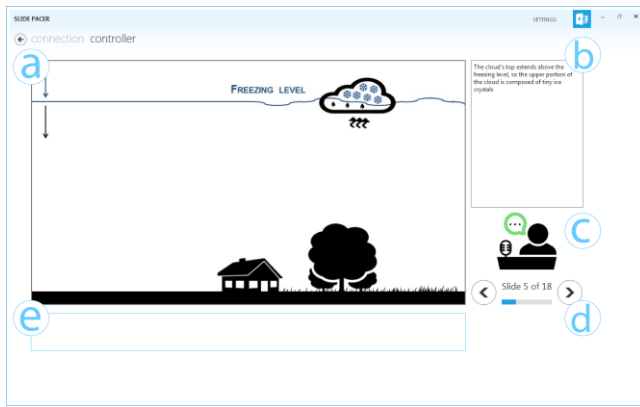 SLIDE PACER
SETTINGS
connection controller
a
b
FREEZING LEVEL
The cloud's top extends above the
freezing level, so the upper portion of
the cloud is composed of tiny ice
crystals
c
Slide 5 of 18
d
e